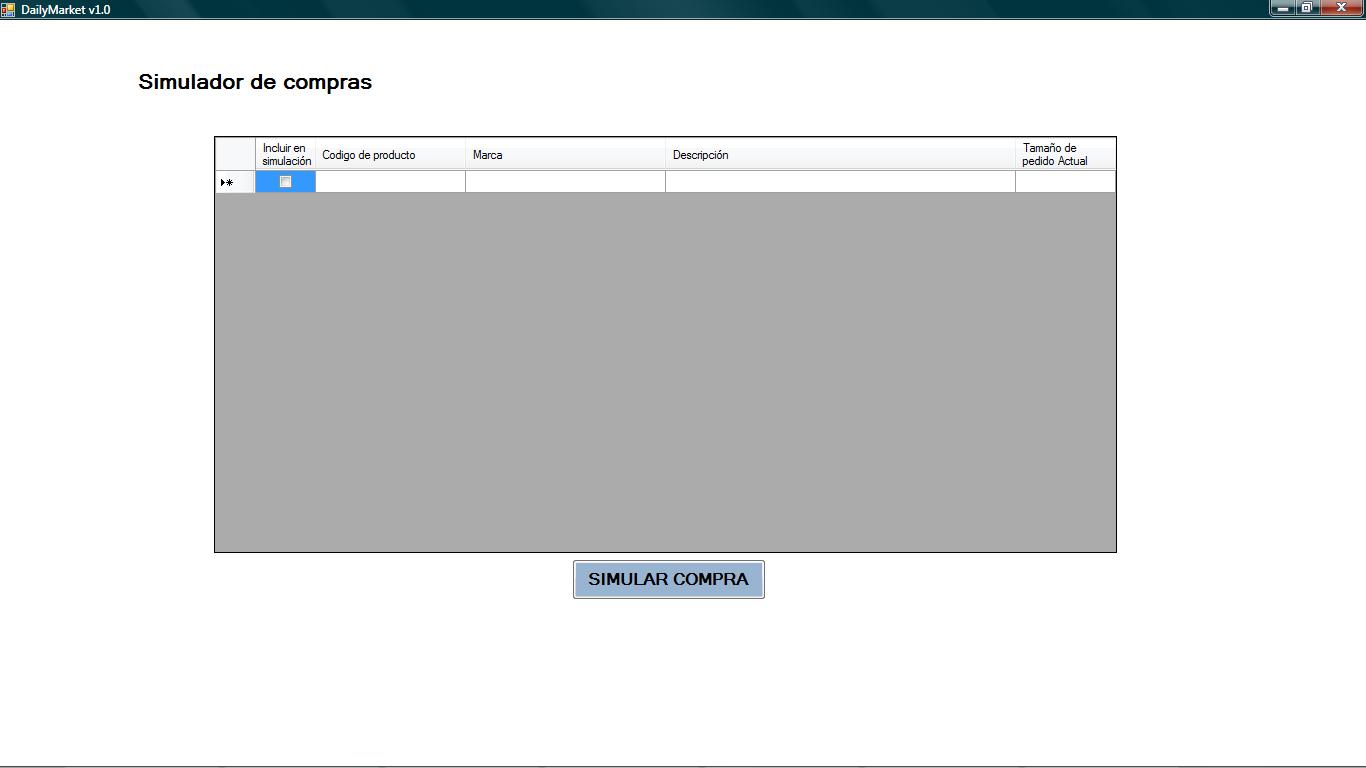 DailyMarket v1.0
Simulador de compras
Incluir en
simulación
Codigo de producto
Marca
Descripción
Tamaño de
pedido Actual
SIMULAR COMPRA